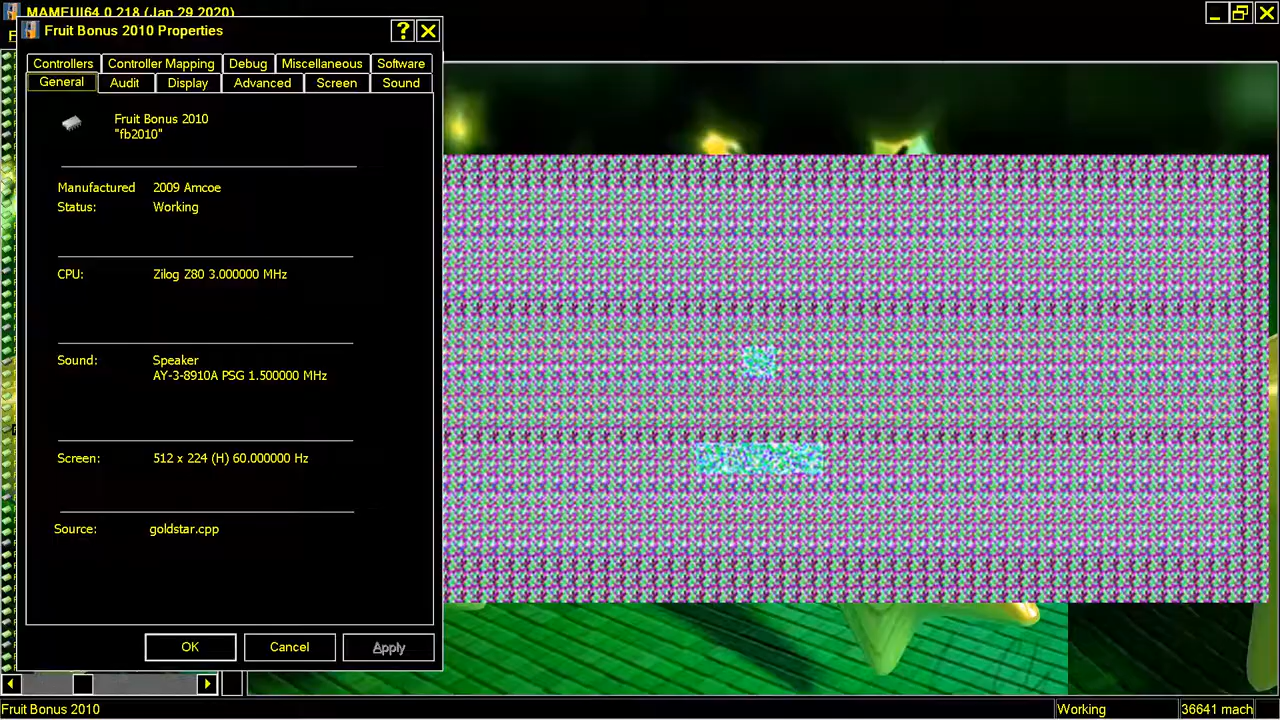 MAMEUI64 0.218 (Jan 29 2020)
Fruit Bonus 2010 Properties
Controllers Controller Mapping Debug Miscellaneous Software
General Audit Display Advanced Screen Sound
Fruit Bonus 2010
"fb2010"
Manufactured 2009 Amcoe
Status: Working
CPU: Zilog Z80 3.000000 MHz
Sound: Speaker
AY-3-8910A PSG 1.500000 MHz
Screen: 512 x 224 (H) 60.000000 Hz
Source: goldstar.cpp
OK Cancel Apply
Fruit Bonus 2010 Working 36641 mach